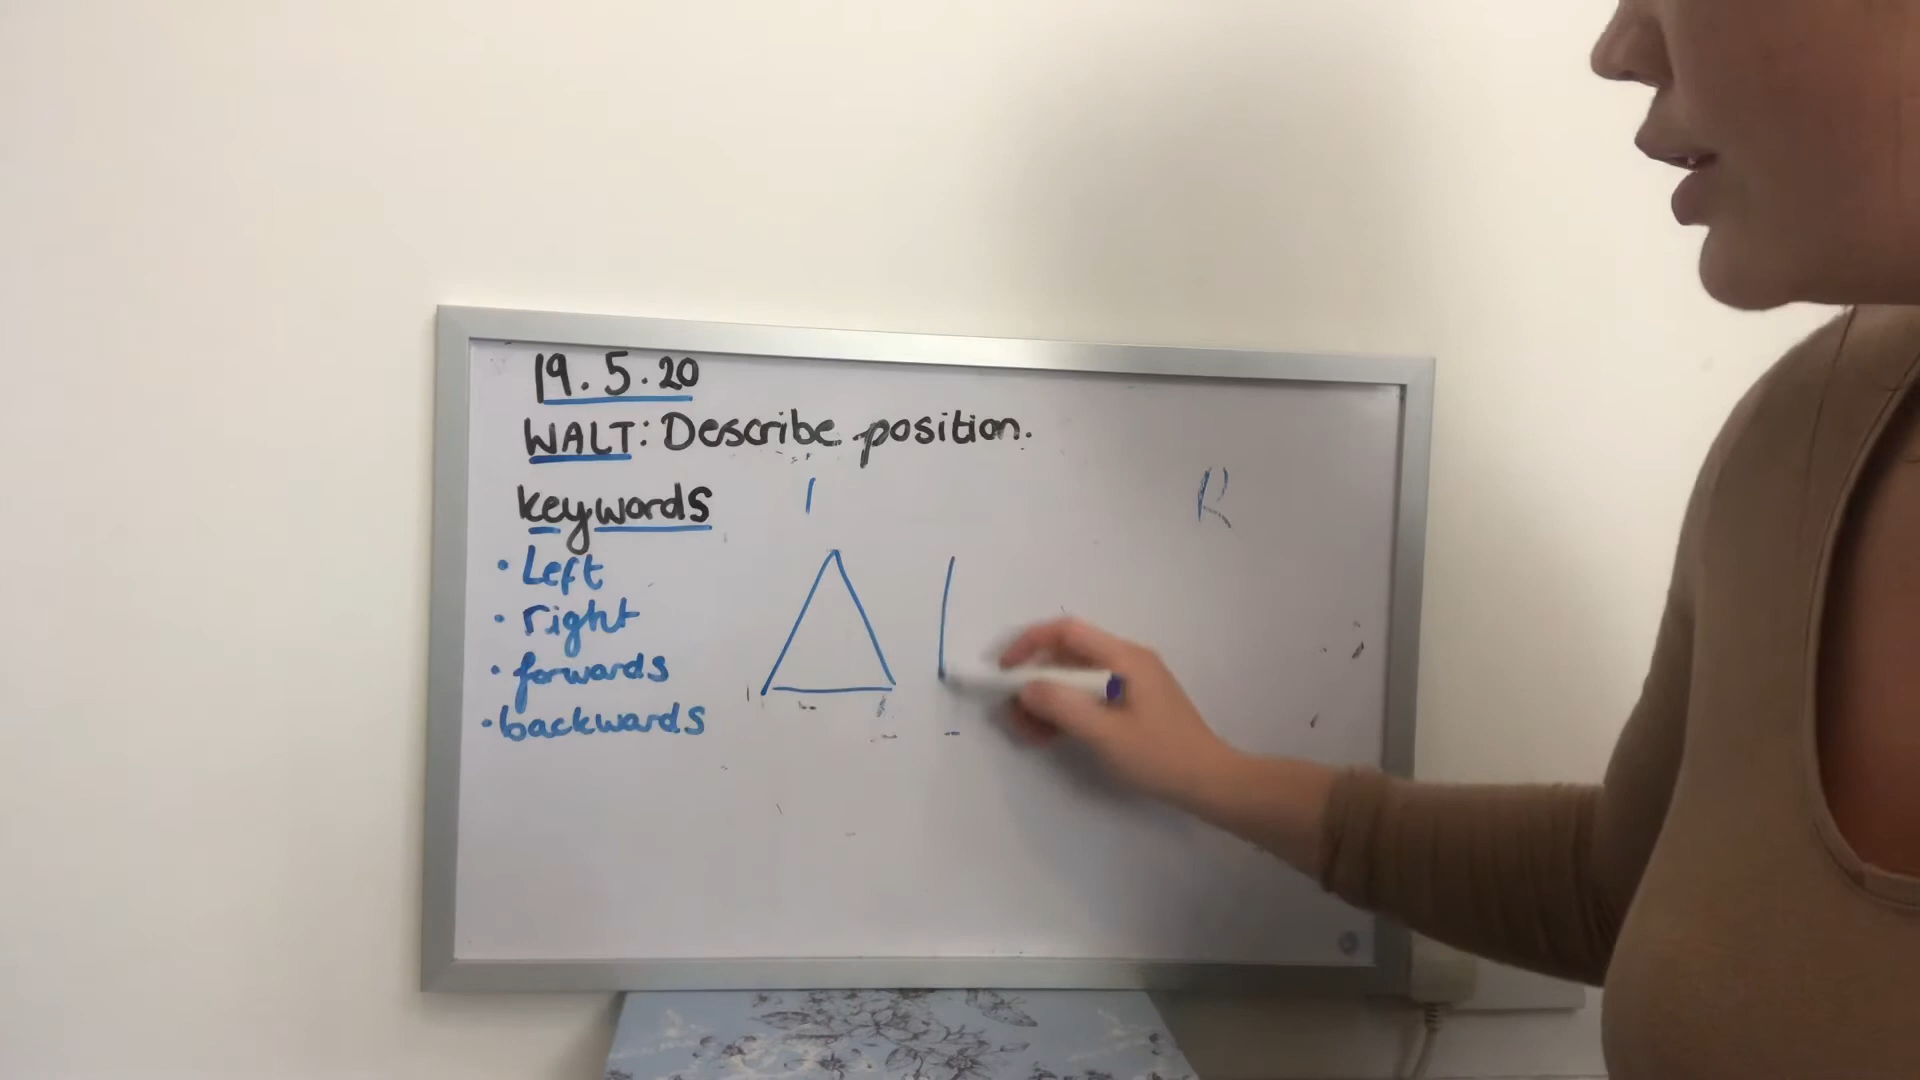 19.5.20
WALT: Describe position.
keywords
• Left
• right
• forwards
• backwards
R